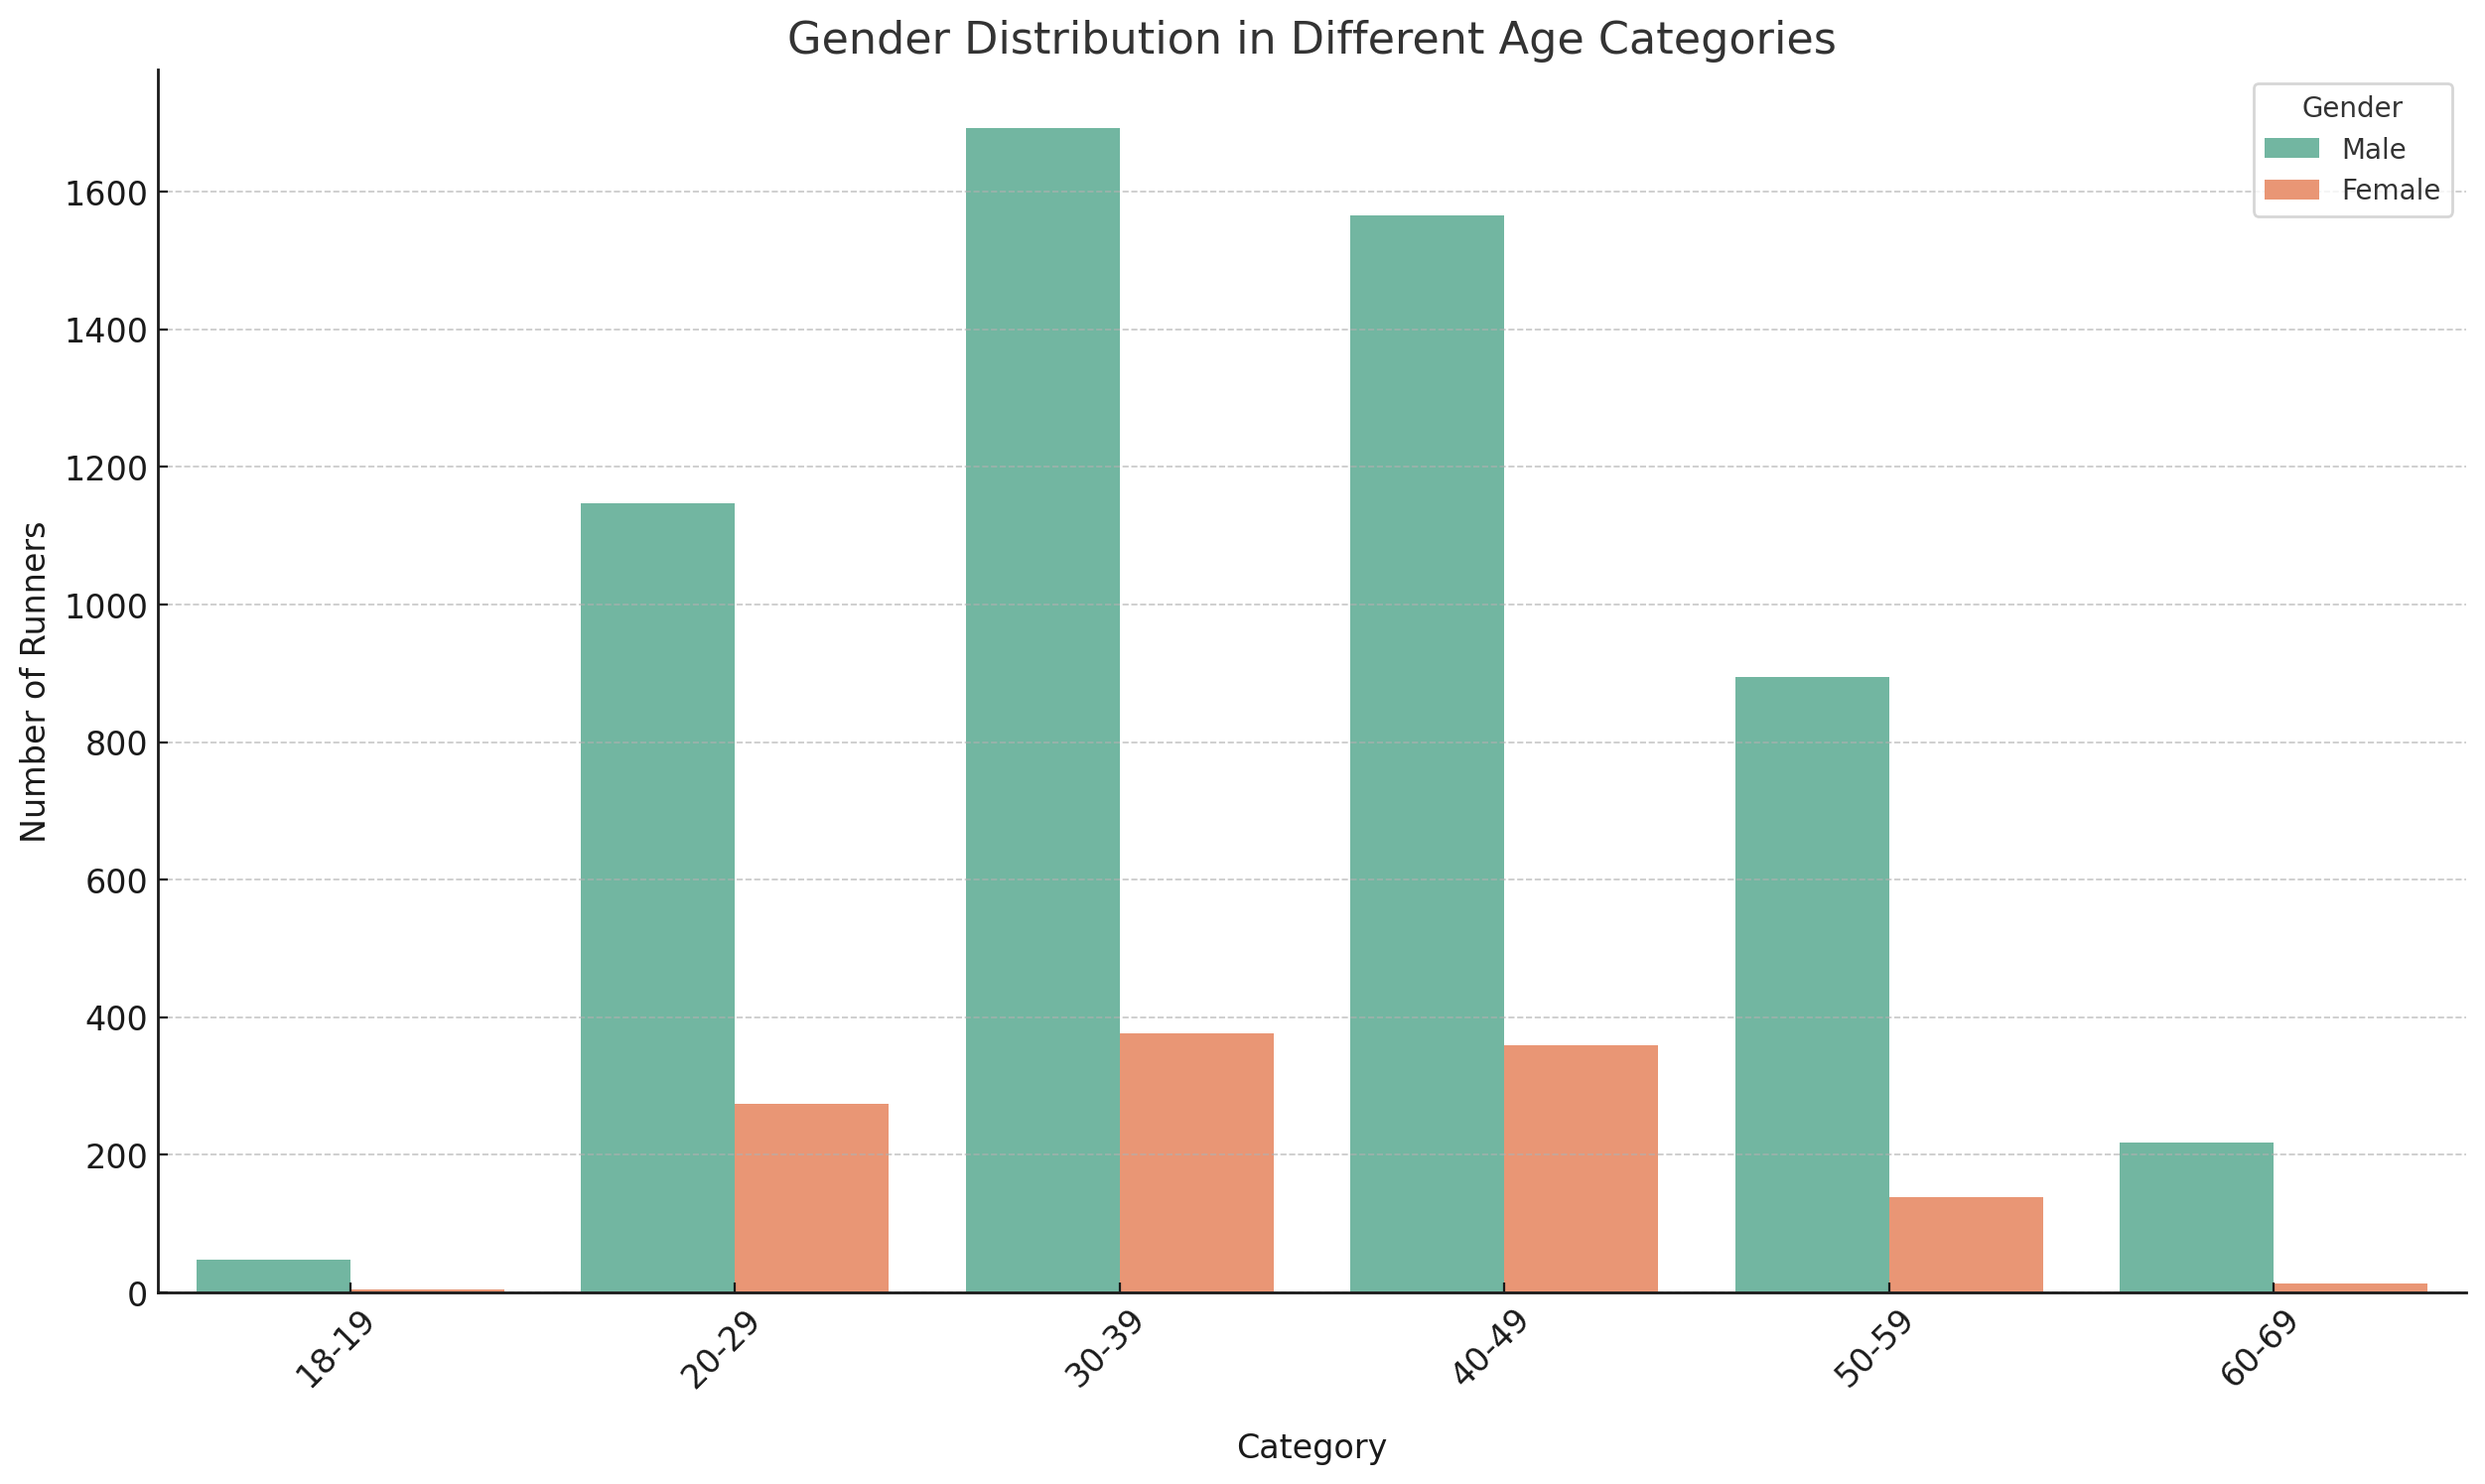 Gender Distribution in Different Age Categories
Gender
Male
Female
1600
1400
1200
1000
800
600
400
200
0
Number of Runners
18-19
20-29
30-39
40-49
50-59
60-69
Category